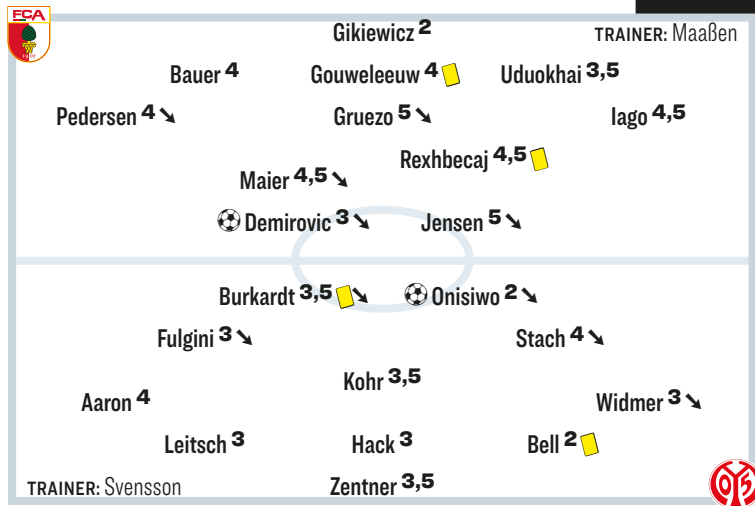 FCA
1907
Gikiewicz 2
TRAINER: Maaßen
Bauer 4 Gouweleeuw 4 Uduokhai 3,5
Pedersen 4 Gruezo 5 Iago 4,5
Rexhbecaj 4,5
Maier 4,5
Demirovic 3 Jensen 5
Burkardt 3,5 Onisiwo 2
Fulgini 3 Stach 4
Kohr 3,5
Aaron 4 Widmer 3
Leitsch 3 Hack 3 Bell 2
TRAINER: Svensson Zentner 3,5
05